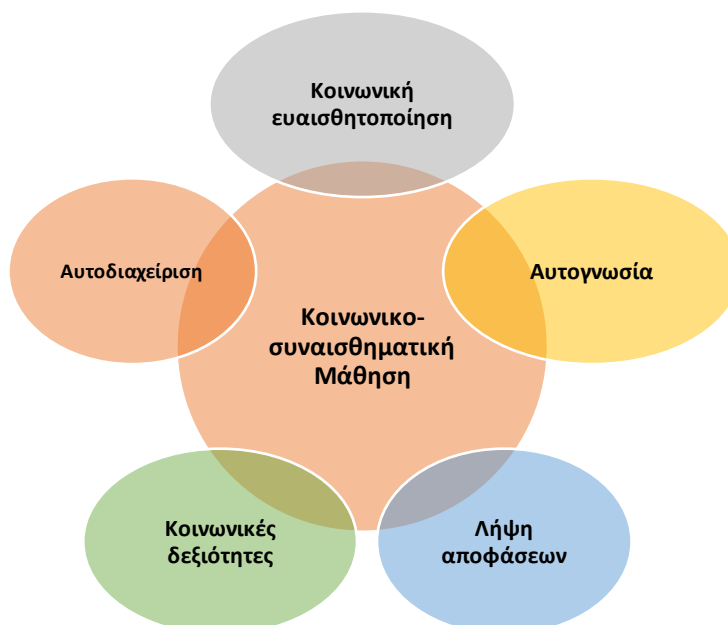 Κοινωνική
ευαισθητοποίηση
Αυτοδιαχείριση
Αυτογνωσία
Κοινωνικο-
συναισθηματική
Μάθηση
Κοινωνικές
δεξιότητες
Λήψη
αποφάσεων